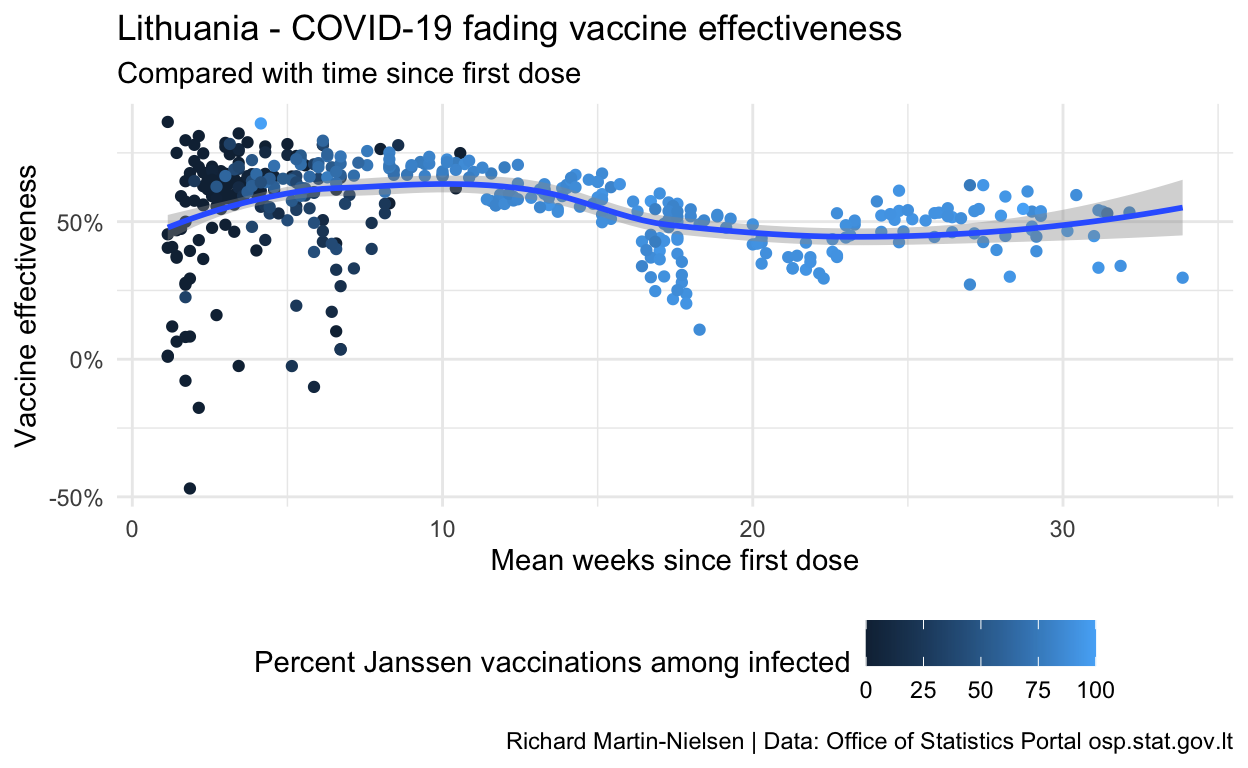 Lithuania - COVID-19 fading vaccine effectiveness
Compared with time since first dose
Vaccine effectiveness
50%
0%
-50%
0 10 20 30
Mean weeks since first dose
Percent Janssen vaccinations among infected
0 25 50 75 100
Richard Martin-Nielsen | Data: Office of Statistics Portal osp.stat.gov.lt